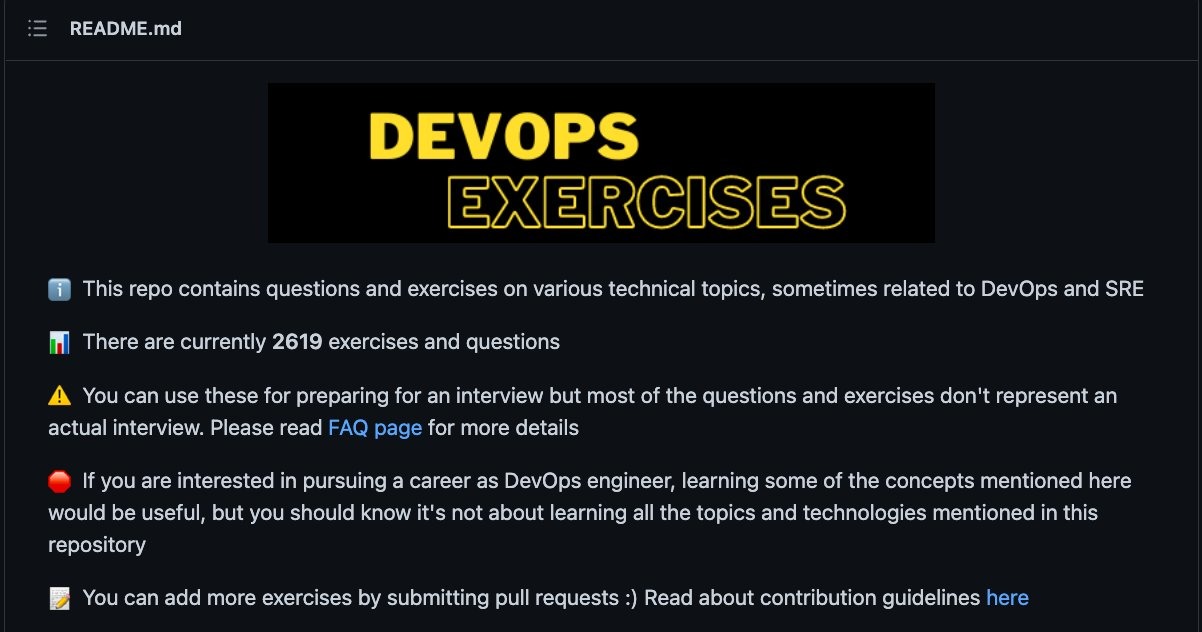 README.md
DEVOPS
EXERCISES
This repo contains questions and exercises on various technical topics, sometimes related to DevOps and SRE
There are currently 2619 exercises and questions
You can use these for preparing for an interview but most of the questions and exercises don't represent an
actual interview. Please read FAQ page for more details
If you are interested in pursuing a career as DevOps engineer, learning some of the concepts mentioned here
would be useful, but you should know it's not about learning all the topics and technologies mentioned in this
repository
You can add more exercises by submitting pull requests :) Read about contribution guidelines here